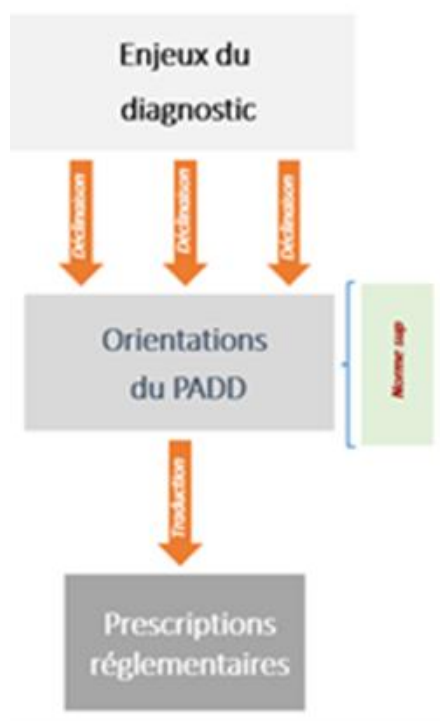 Enjeux du
diagnostic
Déclinaison
Déclinaison
Déclinaison
Orientations
du PADD
Norme sup
Traduction
Prescriptions
réglementaires